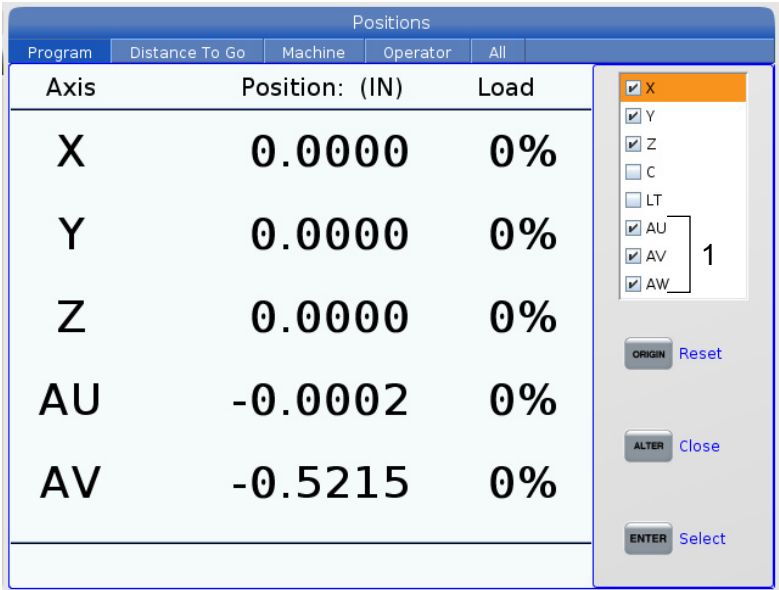 Positions
Program Distance To Go Machine Operator All
Axis Position: (IN) Load
X 0.0000 0%
Y 0.0000 0%
Z 0.0000 0%
AU -0.0002 0%
AV -0.5215 0%
X
Y
Z
C
LT
AU
AV 1
AW
ORIGIN Reset
ALTER Close
ENTER Select